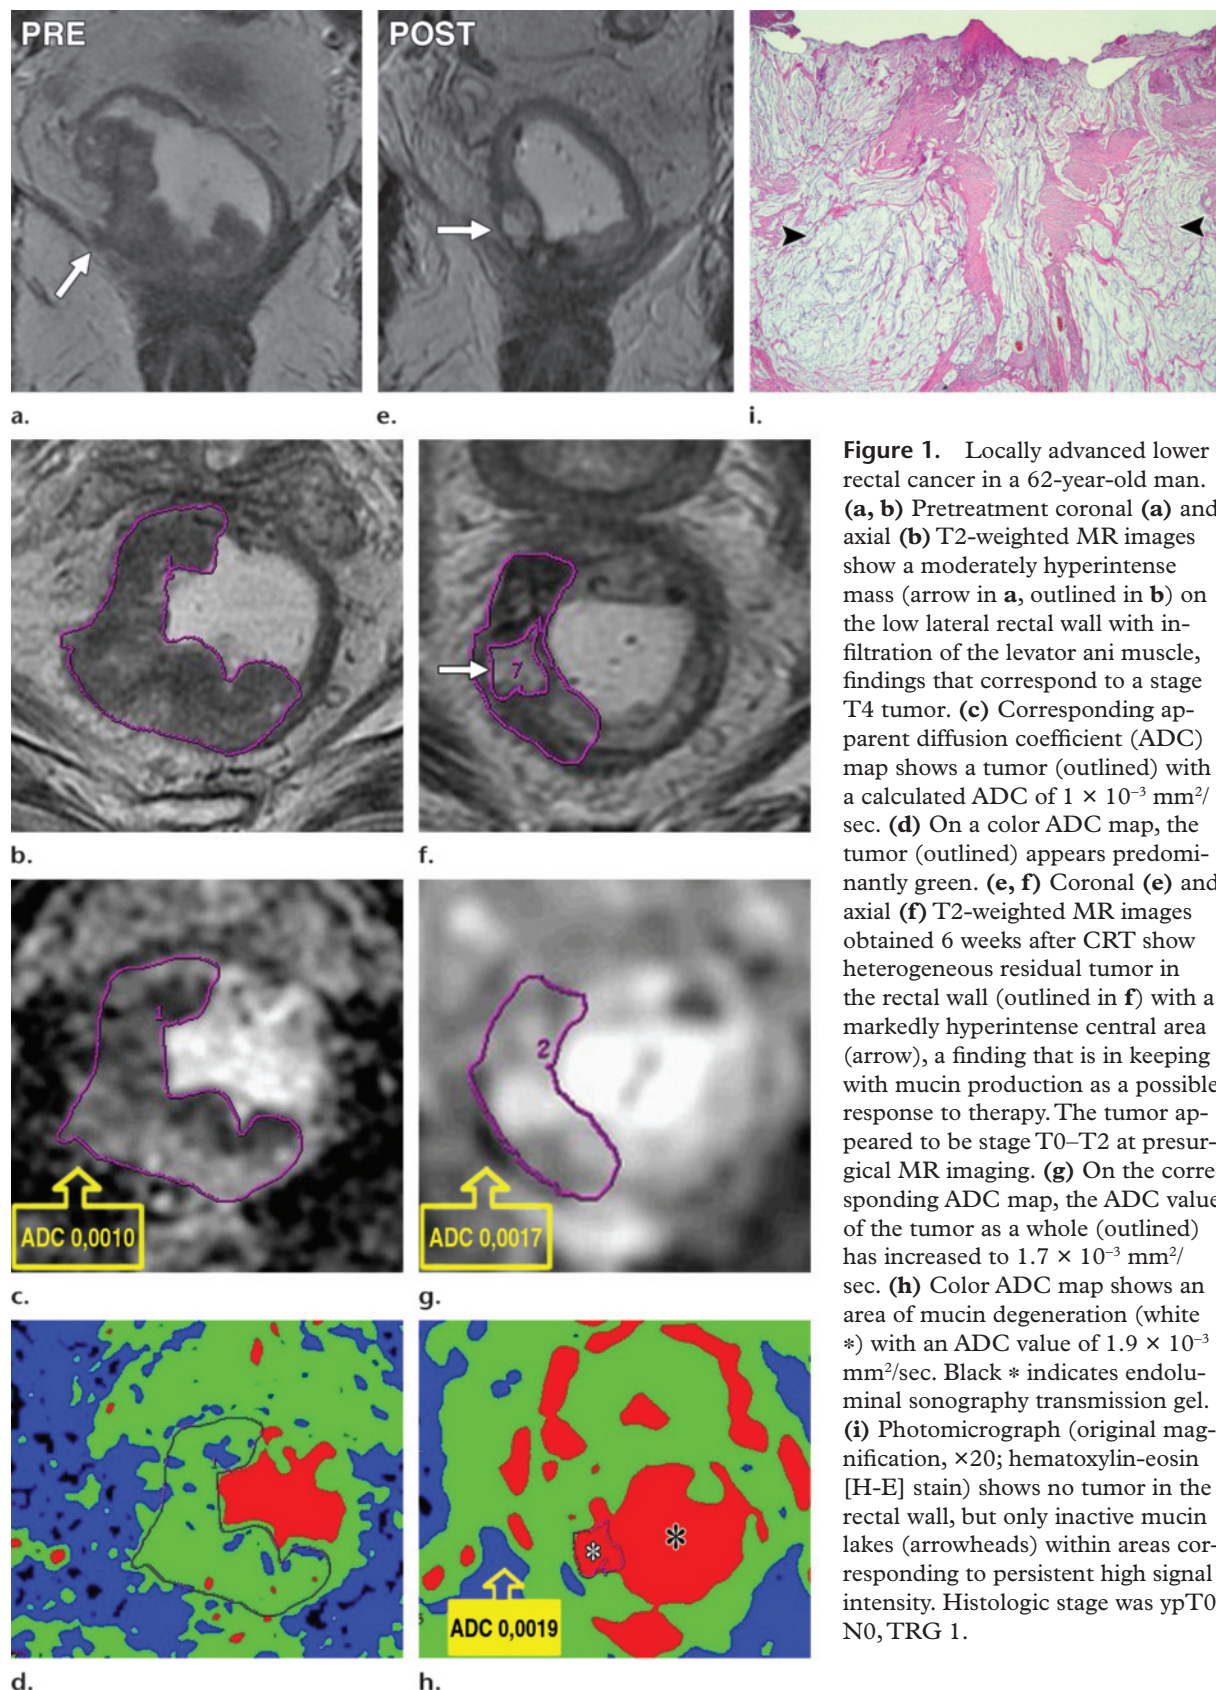 PRE
POST
a.
e.
i.
1
7
b.
f.
1
ADC 0,0010
2
ADC 0,0017
c.
g.
1
*
*
ADC 0,0019
d.
h.
Figure 1. Locally advanced lower
rectal cancer in a 62-year-old man.
(a, b) Pretreatment coronal (a) and
axial (b) T2-weighted MR images
show a moderately hyperintense
mass (arrow in a, outlined in b) on
the low lateral rectal wall with in-
filtration of the levator ani muscle,
findings that correspond to a stage
T4 tumor. (c) Corresponding ap-
parent diffusion coefficient (ADC)
map shows a tumor (outlined) with
a calculated ADC of 1 × 10⁻³ mm²/
sec. (d) On a color ADC map, the
tumor (outlined) appears predomi-
nantly green. (e, f) Coronal (e) and
axial (f) T2-weighted MR images
obtained 6 weeks after CRT show
heterogeneous residual tumor in
the rectal wall (outlined in f) with a
markedly hyperintense central area
(arrow), a finding that is in keeping
with mucin production as a possible
response to therapy. The tumor ap-
peared to be stage T0–T2 at presur-
gical MR imaging. (g) On the corre-
sponding ADC map, the ADC value
of the tumor as a whole (outlined)
has increased to 1.7 × 10⁻³ mm²/
sec. (h) Color ADC map shows an
area of mucin degeneration (white
*) with an ADC value of 1.9 × 10⁻³
mm²/sec. Black * indicates endolu-
minal sonography transmission gel.
(i) Photomicrograph (original mag-
nification, ×20; hematoxylin-eosin
[H-E] stain) shows no tumor in the
rectal wall, but only inactive mucin
lakes (arrowheads) within areas cor-
responding to persistent high signal
intensity. Histologic stage was ypT0
N0, TRG 1.